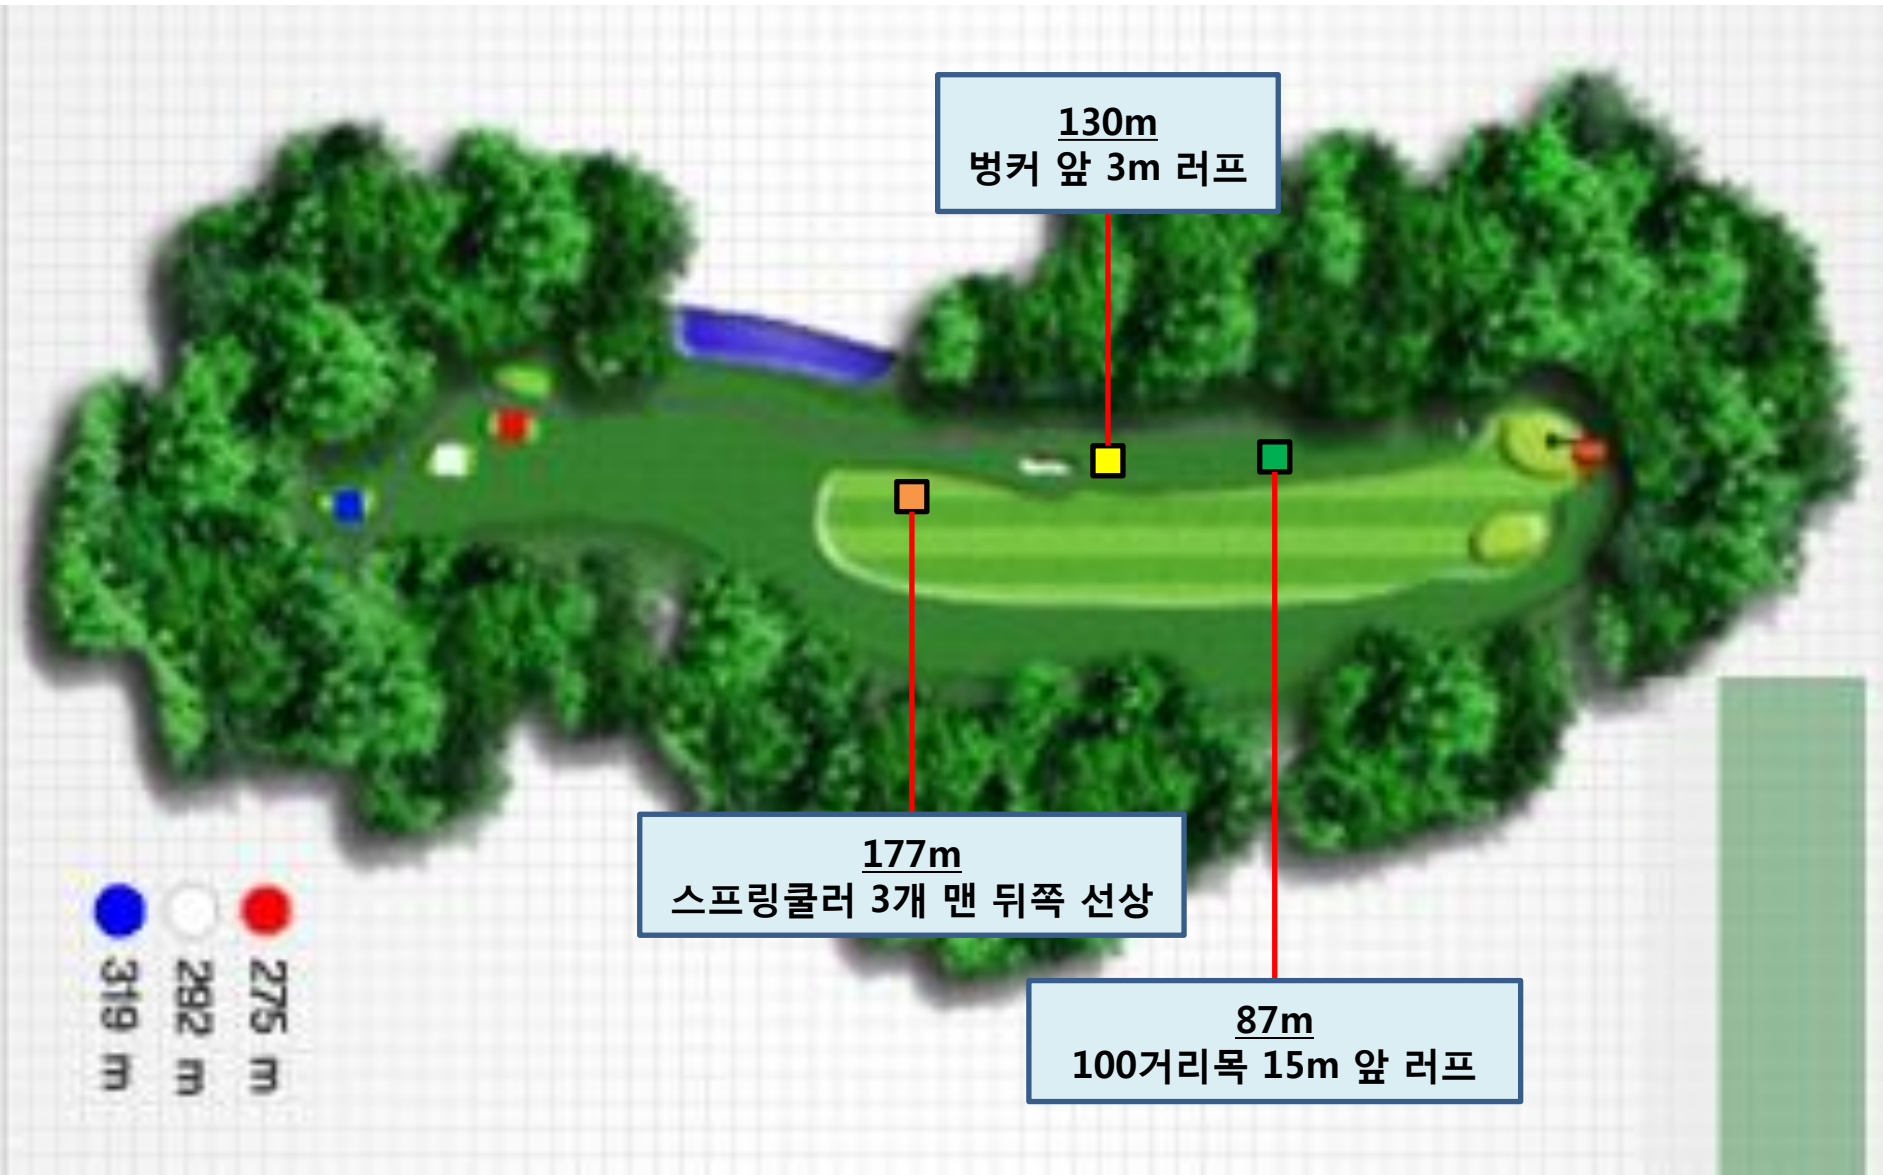 130m
벙커 앞 3m 러프
177m
스프링쿨러 3개 맨 뒤쪽 선상
87m
100거리목 15m 앞 러프
319 m
292 m
275 m